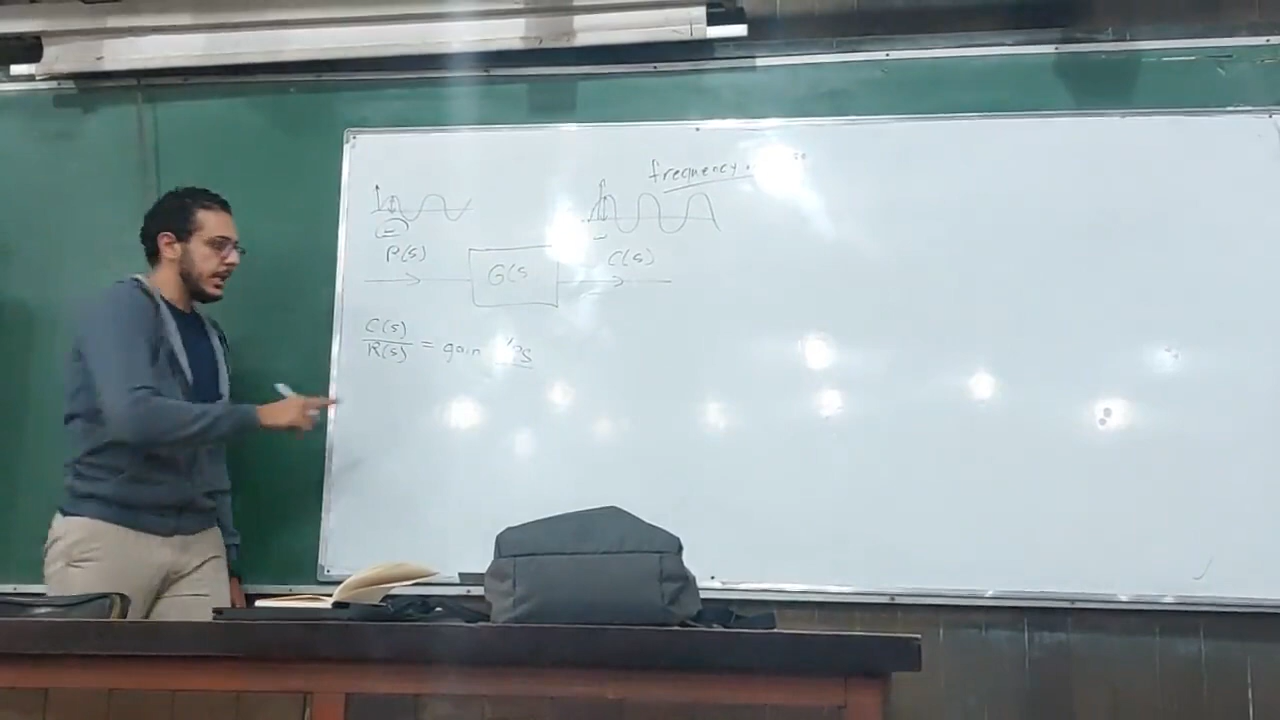 frequency
R(s)
G(s
C(s)
C(s)
R(s) = gain